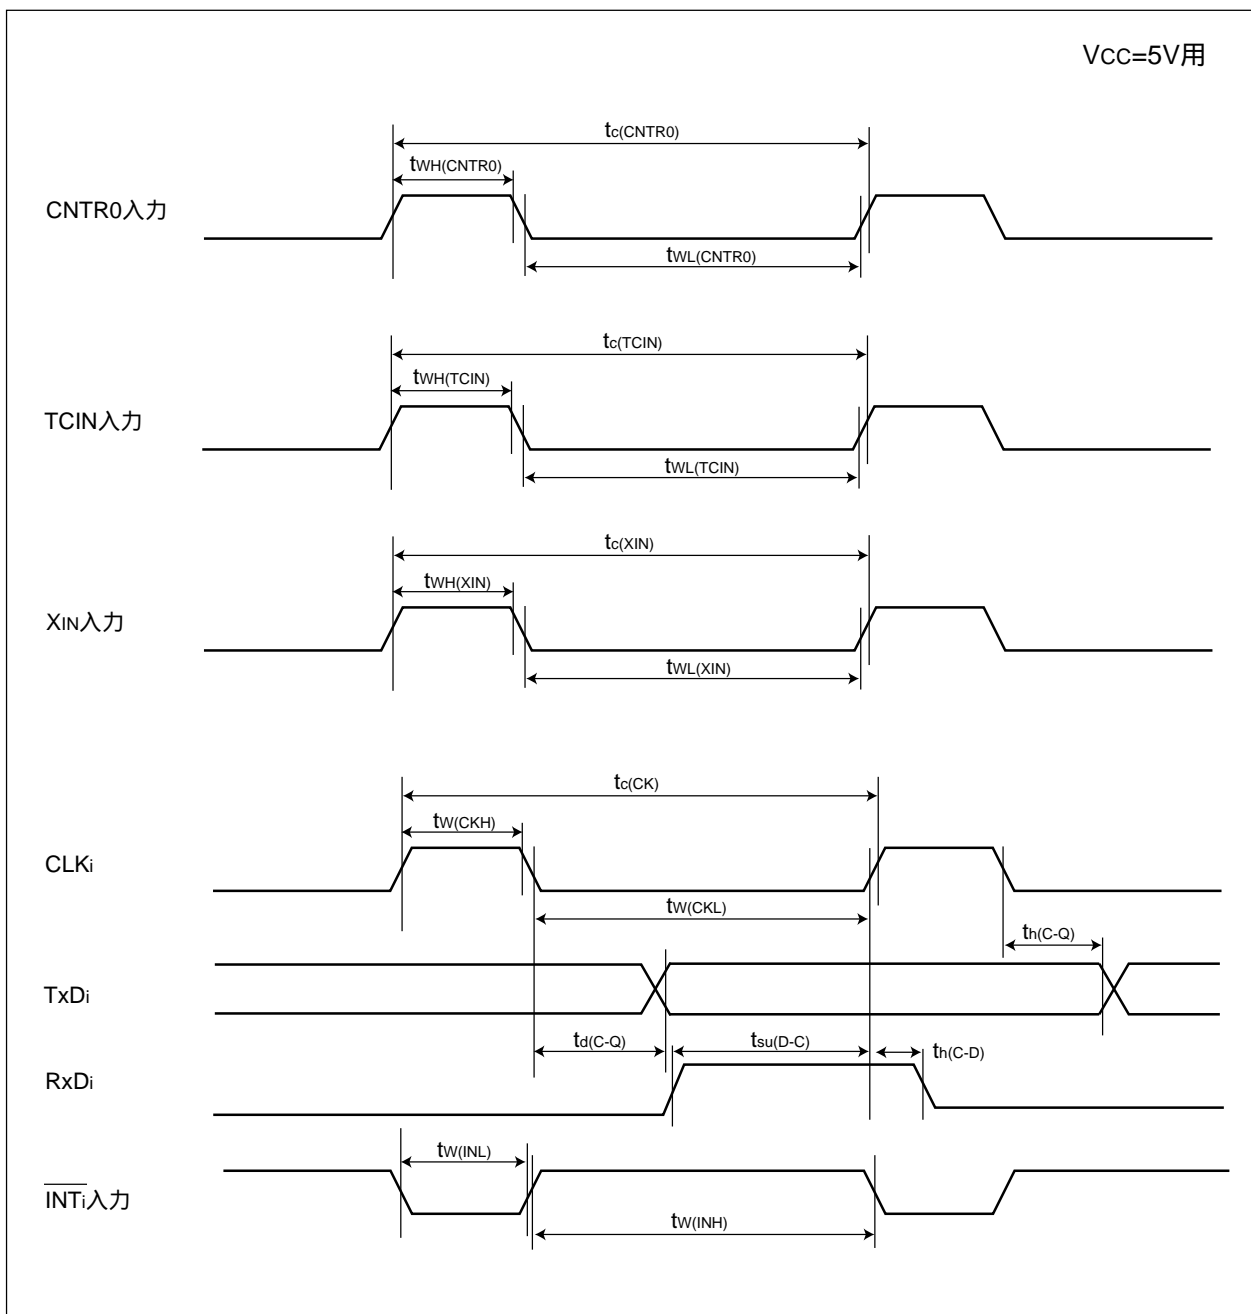 VCC=5V用
tc(CNTR0)
tWH(CNTR0)
CNTR0入力
tWL(CNTR0)
tc(TCIN)
tWH(TCIN)
TCIN入力
tWL(TCIN)
tc(XIN)
tWH(XIN)
XIN入力
tWL(XIN)
tc(CK)
tW(CKH)
CLKi
tW(CKL)
th(C-Q)
TxDi
td(C-Q)
tsu(D-C)
th(C-D)
RxDi
tW(INL)
INTi入力
tW(INH)